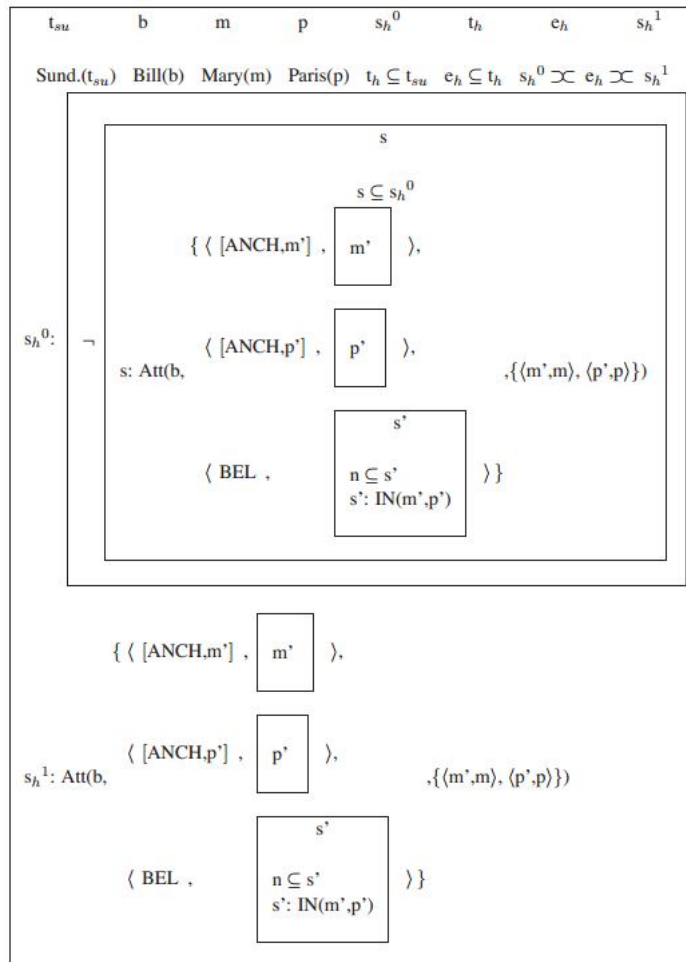 t_su b m p s_h^0 t_h e_h s_h^1
Sund.(t_su) Bill(b) Mary(m) Paris(p) t_h ⊆ t_su e_h ⊆ t_h s_h^0 ⊃⊂ e_h ⊃⊂ s_h^1
s
s ⊆ s_h^0
{ ⟨ [ANCH,m'] , m' ⟩,
⟨ [ANCH,p'] , p' ⟩,
s_h^0: ¬ s: Att(b, ,{⟨m',m⟩, ⟨p',p⟩})
s'
⟨ BEL , n ⊆ s' ⟩ }
s': IN(m',p')
{ ⟨ [ANCH,m'] , m' ⟩,
⟨ [ANCH,p'] , p' ⟩,
s_h^1: Att(b, ,{⟨m',m⟩, ⟨p',p⟩})
s'
⟨ BEL , n ⊆ s' ⟩ }
s': IN(m',p')